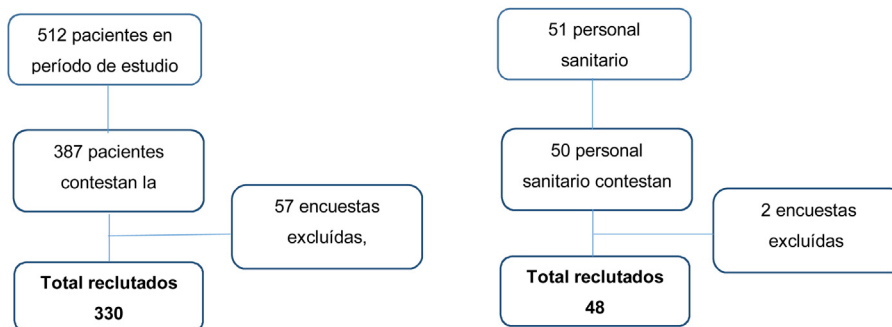 512 pacientes en
período de estudio
387 pacientes
contestan la
57 encuestas
excluídas,
Total reclutados
330
51 personal
sanitario
50 personal
sanitario contestan
2 encuestas
excluídas
Total reclutados
48